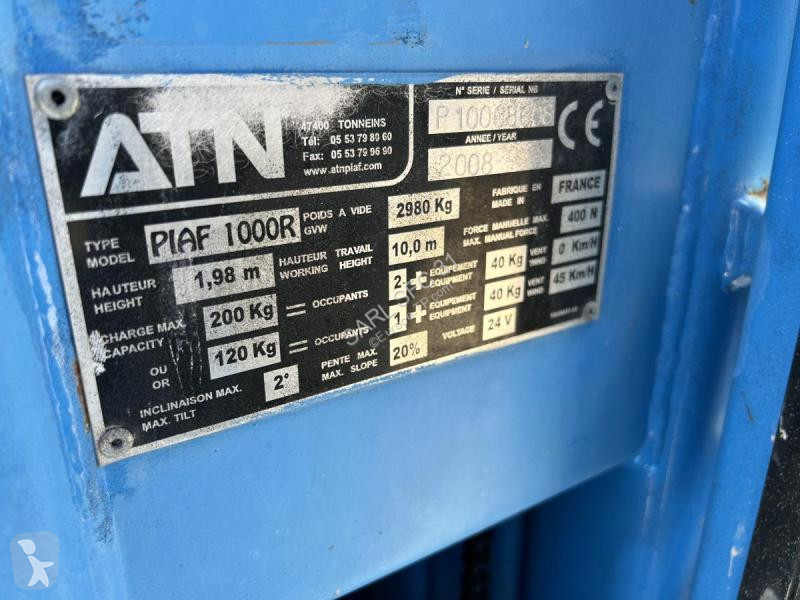 ATN
47400 TONNEINS
Tél: 05 53 79 80 60
Fax: 05 53 79 96 90
www.atnpiaf.com
N° SERIE / SERIAL NB
ANNEE / YEAR
2008
CE
TYPE
MODEL
PIAF 1000R
POIDS A VIDE
GVW
2980 Kg
FABRIQUE EN
MADE IN
FRANCE
HAUTEUR
HEIGHT
1,98 m
HAUTEUR TRAVAIL
WORKING HEIGHT
10,0 m
FORCE MANUELLE MAX.
MAX. MANUAL FORCE
400 N
CHARGE MAX.
CAPACITY
200 Kg = OCCUPANTS 2 + EQUIPEMENT
EQUIPMENT
40 Kg
VENT
WIND
0 Km/H
OU
OR
120 Kg = OCCUPANTS 1 + EQUIPEMENT
EQUIPMENT
40 Kg
VENT
WIND
45 Km/H
INCLINAISON MAX.
MAX. TILT
2°
PENTE MAX.
MAX. SLOPE
20%
VOLTAGE
24 V